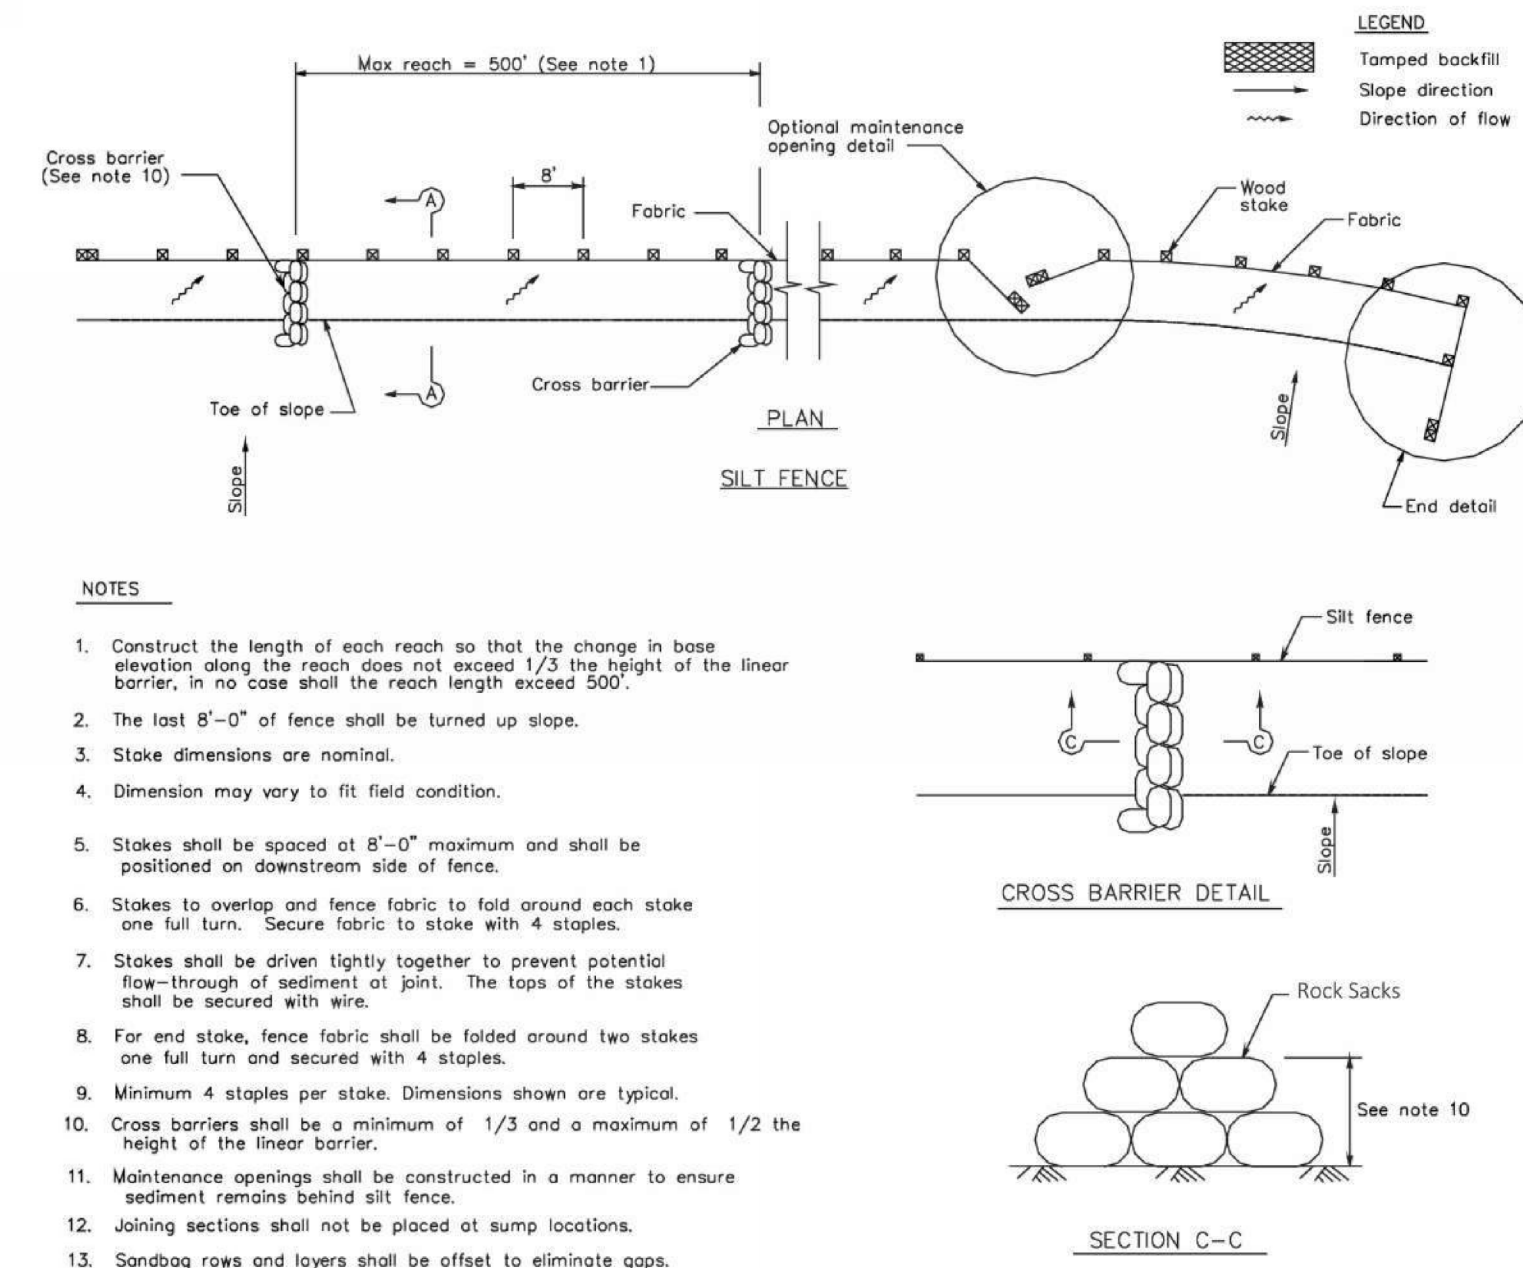 LEGEND
Tamped backfill
Slope direction
Direction of flow
Max reach = 500' (See note 1)
Optional maintenance
opening detail
Cross barrier
(See note 10)
8'
A
Fabric
Wood
stake
Fabric
Cross barrier
A
Toe of slope
PLAN
Slope
Slope
SILT FENCE
End detail
NOTES
1. Construct the length of each reach so that the change in base
elevation along the reach does not exceed 1/3 the height of the linear
barrier, in no case shall the reach length exceed 500'.
2. The last 8'-0" of fence shall be turned up slope.
3. Stake dimensions are nominal.
4. Dimension may vary to fit field condition.
5. Stakes shall be spaced at 8'-0" maximum and shall be
positioned on downstream side of fence.
6. Stakes to overlap and fence fabric to fold around each stake
one full turn. Secure fabric to stake with 4 staples.
7. Stakes shall be driven tightly together to prevent potential
flow-through of sediment at joint. The tops of the stakes
shall be secured with wire.
8. For end stake, fence fabric shall be folded around two stakes
one full turn and secured with 4 staples.
9. Minimum 4 staples per stake. Dimensions shown are typical.
10. Cross barriers shall be a minimum of 1/3 and a maximum of 1/2 the
height of the linear barrier.
11. Maintenance openings shall be constructed in a manner to ensure
sediment remains behind silt fence.
12. Joining sections shall not be placed at sump locations.
13. Sandbag rows and layers shall be offset to eliminate gaps.
Silt fence
C
C
Toe of slope
Slope
CROSS BARRIER DETAIL
Rock Sacks
See note 10
SECTION C-C